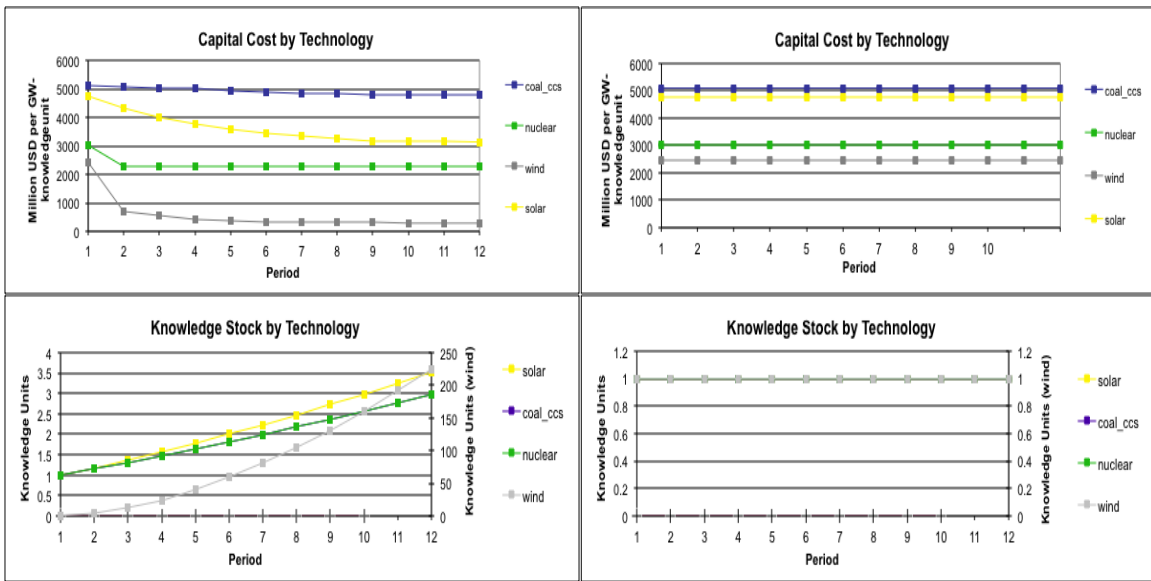 Capital Cost by Technology
Million USD per GW-
knowledgeunit
6000
5000
4000
3000
2000
1000
0
1 2 3 4 5 6 7 8 9 10 11 12
Period
coal_ccs
nuclear
wind
solar
Capital Cost by Technology
Million USD per GW-
knowledgeunit
6000
5000
4000
3000
2000
1000
0
1 2 3 4 5 6 7 8 9 10
Period
coal_ccs
nuclear
wind
solar
Knowledge Stock by Technology
Knowledge Units
4
3.5
3
2.5
2
1.5
1
0.5
0
1 2 3 4 5 6 7 8 9 10 11 12
Period
250
200
150
100
50
0
Knowledge Units (wind)
solar
coal_ccs
nuclear
wind
Knowledge Stock by Technology
Knowledge Units
1.2
1
0.8
0.6
0.4
0.2
0
1 2 3 4 5 6 7 8 9 10 11 12
Period
1.2
1
0.8
0.6
0.4
0.2
0
Knowledge Units (wind)
solar
coal_ccs
nuclear
wind